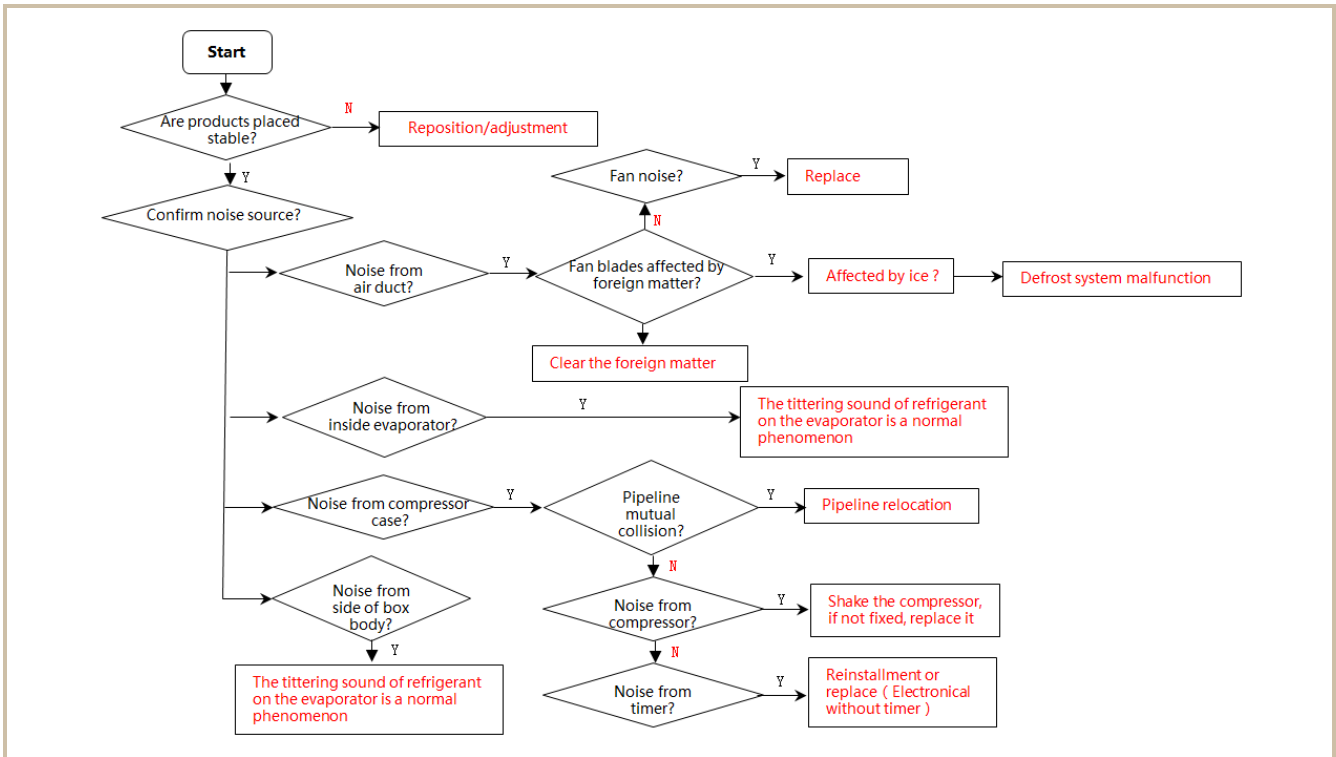 Start
Are products placed
stable?
N
Reposition/adjustment
Y
Confirm noise source?
Fan noise?
Y
Replace
N
Noise from
air duct?
Y
Fan blades affected by
foreign matter?
Y
Affected by ice ?
Defrost system malfunction
Clear the foreign matter
Noise from
inside evaporator?
Y
The tittering sound of refrigerant
on the evaporator is a normal
phenomenon
Noise from compressor
case?
Y
Pipeline
mutual
collision?
Y
Pipeline relocation
N
Noise from
side of box
body?
Y
The tittering sound of refrigerant
on the evaporator is a normal
phenomenon
Noise from
compressor?
Y
Shake the compressor,
if not fixed, replace it
N
Noise from
timer?
Y
Reinstallment or
replace ( Electronical
without timer )